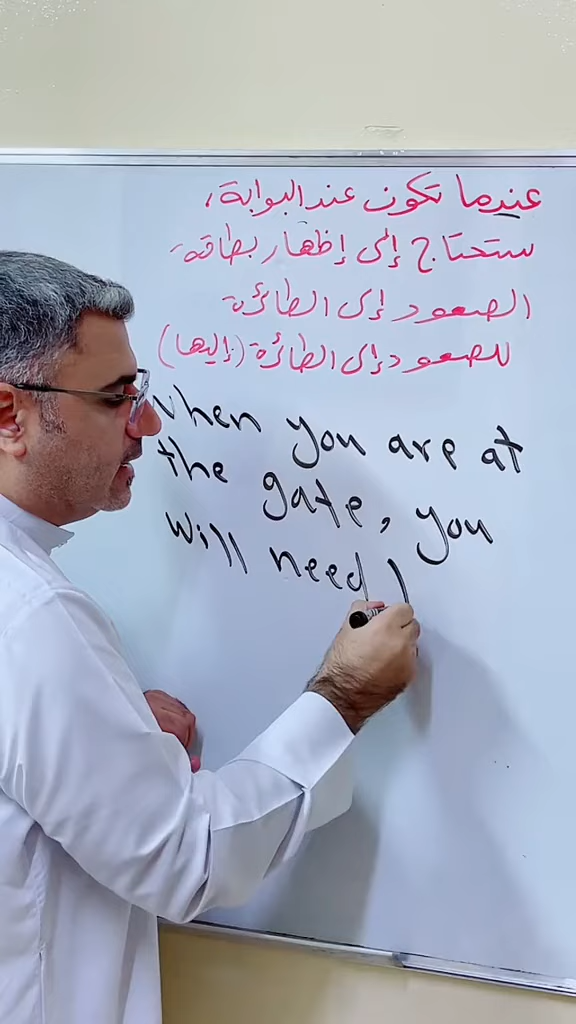 عندما تكون عند البوابة،
ستحتاج إلى إظهار بطاقة
الصعود إلى الطائرة
للصعود إلى الطائرة (إليها)
when you are at
the gate, you
will need